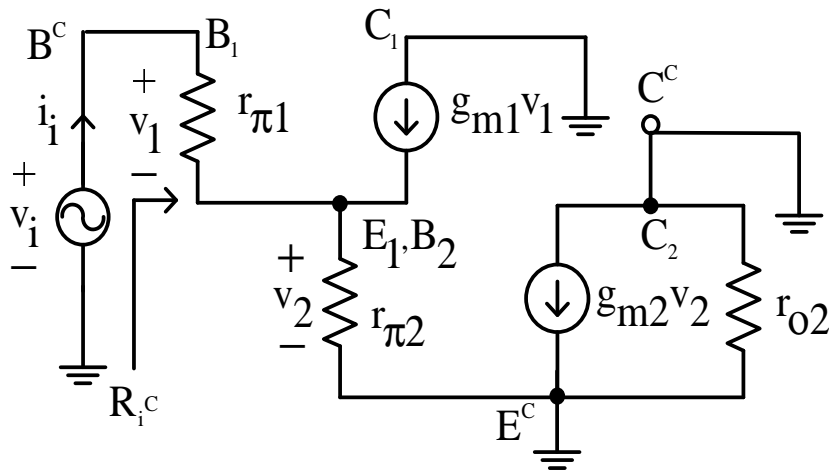 B^C
B_1
C_1
C^C
+
v_1
−
r_π1
g_m1 v_1
i_i
+
v_i
−
E_1,B_2
C_2
+
v_2
−
r_π2
g_m2 v_2
r_o2
R_i^C
E^C